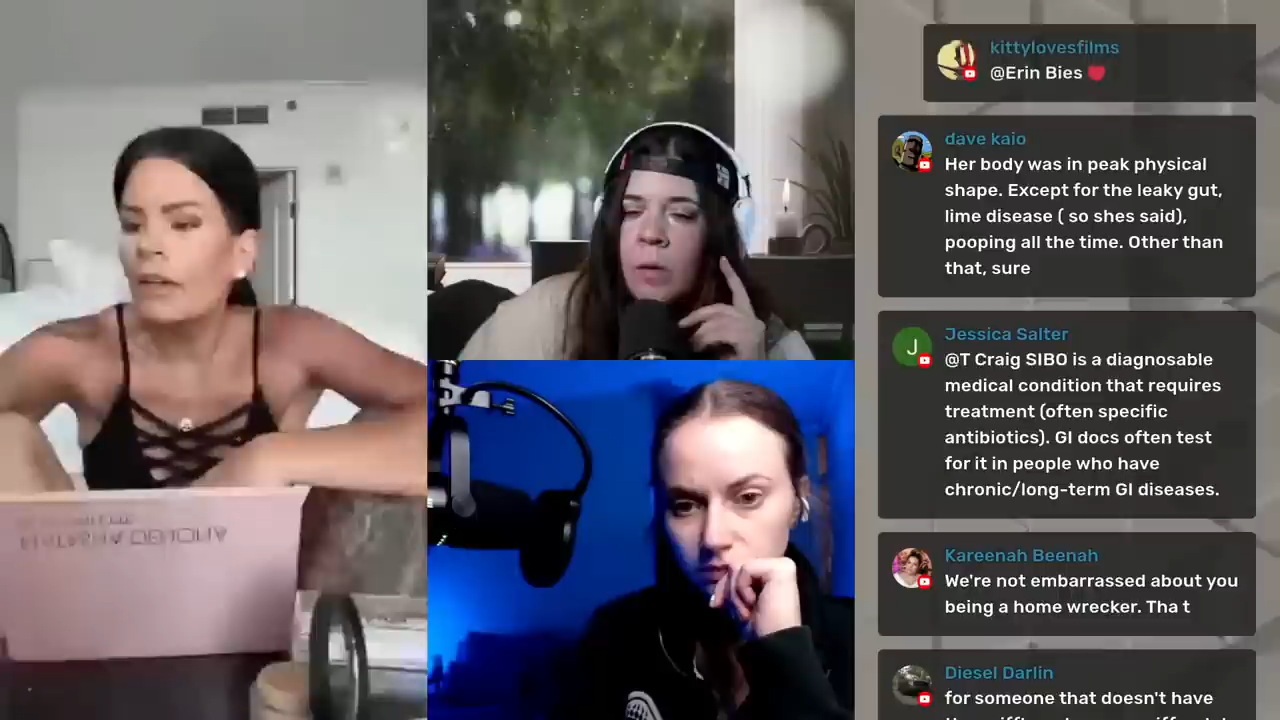 kittylovesfilms
@Erin Bies
dave kaio
Her body was in peak physical
shape. Except for the leaky gut,
lime disease ( so shes said),
pooping all the time. Other than
that, sure
J
Jessica Salter
@T Craig SIBO is a diagnosable
medical condition that requires
treatment (often specific
antibiotics). GI docs often test
for it in people who have
chronic/long-term GI diseases.
Kareenah Beenah
We're not embarrassed about you
being a home wrecker. Tha t
Diesel Darlin
for someone that doesn't have